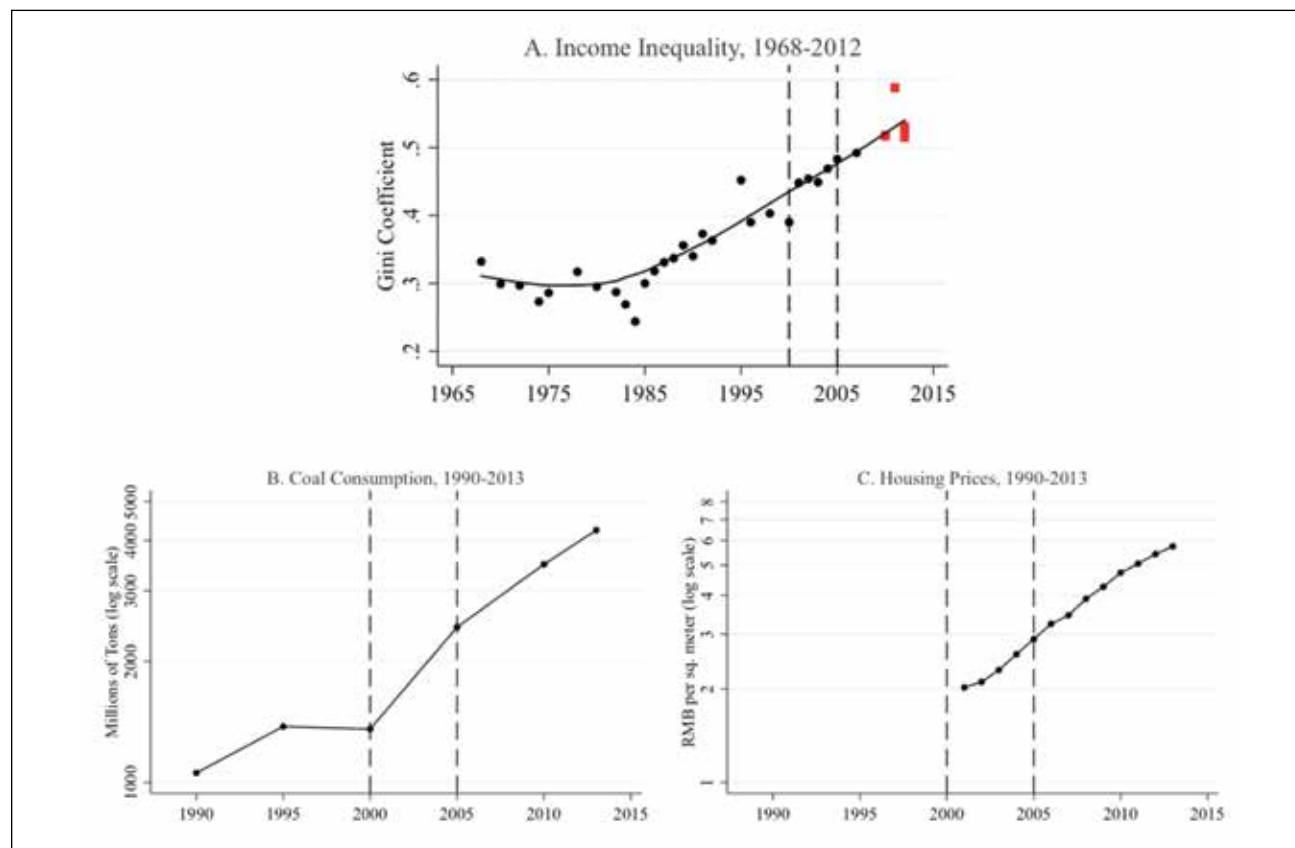 A. Income Inequality, 1968-2012
Gini Coefficient
.6
.5
.4
.3
.2
1965 1975 1985 1995 2005 2015
B. Coal Consumption, 1990-2013
Millions of Tons (log scale)
5000
4000
3000
2000
1000
1990 1995 2000 2005 2010 2015
C. Housing Prices, 1990-2013
RMB per sq. meter (log scale)
8
7
6
5
4
3
2
1
1990 1995 2000 2005 2010 2015